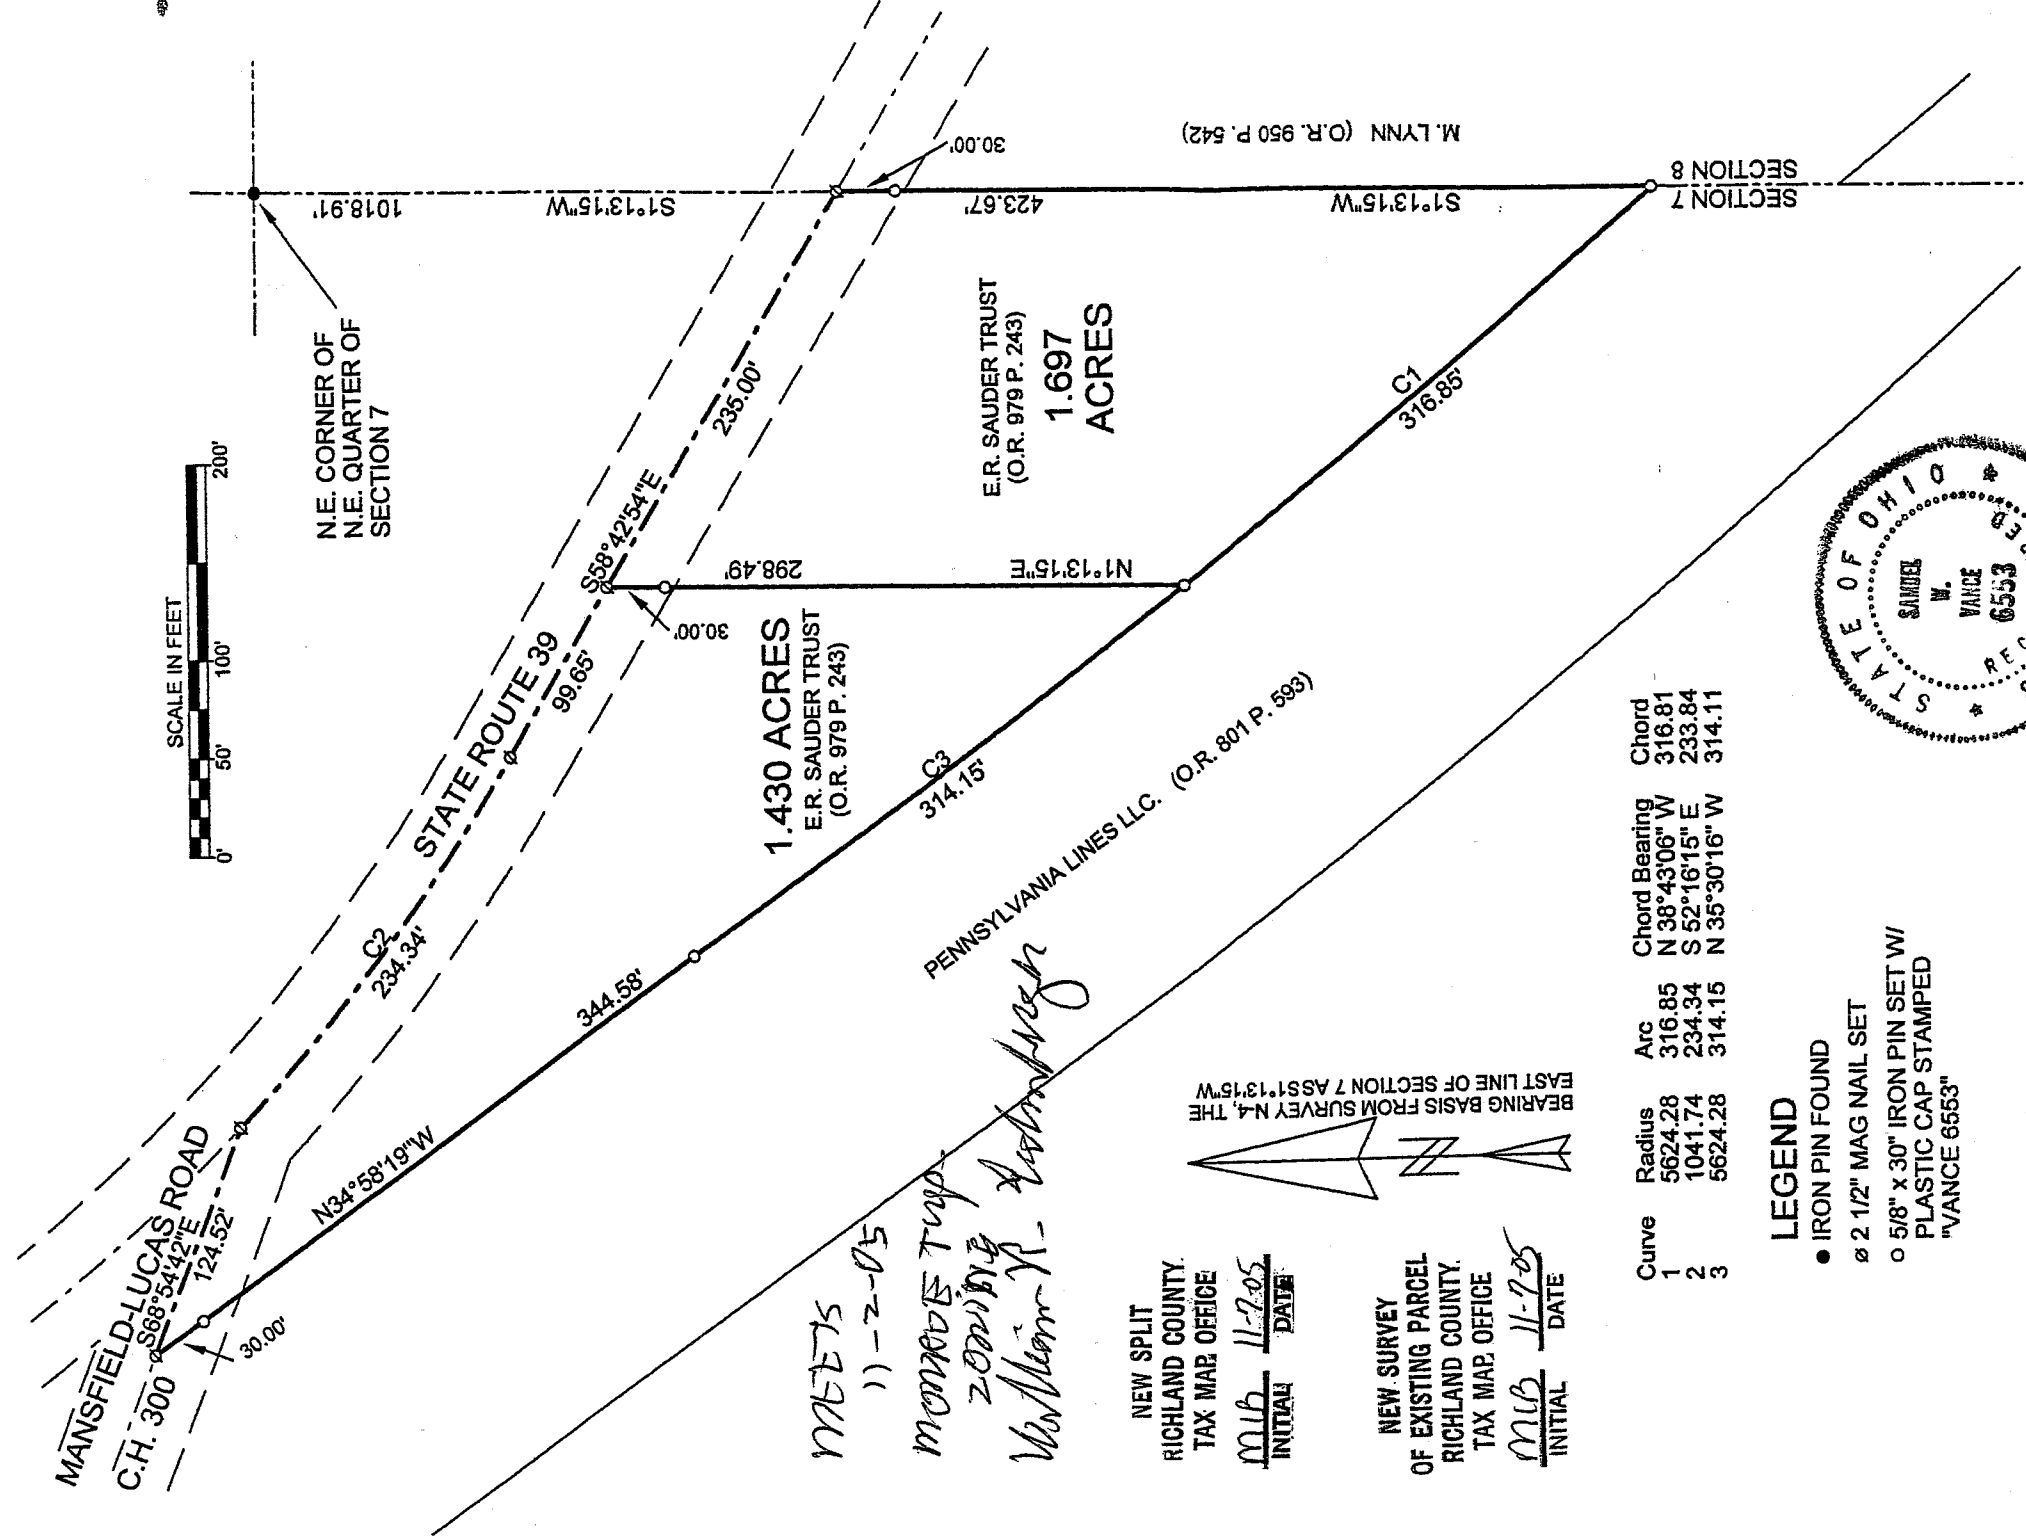 SCALE IN FEET
0' 50' 100' 200'
N.E. CORNER OF
N.E. QUARTER OF
SECTION 7
1018.91'
S1°13'15"W
MANSFIELD-LUCAS ROAD
C.H. 300
S68°54'42"E
124.52'
30.00'
C2
234.34'
STATE ROUTE 39
99.65'
S58°42'54"E
235.00'
30.00'
30.00'
423.67'
S1°13'15"W
M. LYNN (O.R. 950 P. 542)
SECTION 8
SECTION 7
N34°58'19"W
344.58'
1.430 ACRES
E.R. SAUDER TRUST
(O.R. 979 P. 243)
298.49'
N1°13'15"E
E.R. SAUDER TRUST
(O.R. 979 P. 243)
1.697
ACRES
C3
314.15'
C1
316.85'
PENNSYLVANIA LINES LLC. (O.R. 801 P. 593)
11-2-05
ZONING
BEARING BASIS FROM SURVEY N-4, THE
EAST LINE OF SECTION 7 ASS1°13'15"W
NEW SPLIT
RICHLAND COUNTY.
TAX MAP OFFICE
MLB 11-7-05
INITIAL DATE
NEW SURVEY
OF EXISTING PARCEL
RICHLAND COUNTY.
TAX MAP OFFICE
MLB 11-7-05
INITIAL DATE
Curve Radius Arc Chord Bearing Chord
1 5624.28 316.85 N 38°43'06" W 316.81
2 1041.74 234.34 S 52°16'15" E 233.84
3 5624.28 314.15 N 35°30'16" W 314.11
LEGEND
● IRON PIN FOUND
ø 2 1/2" MAG NAIL SET
○ 5/8" x 30" IRON PIN SET W/
PLASTIC CAP STAMPED
"VANCE 6553"
STATE OF OHIO
SAMUEL
W.
VANCE
6553